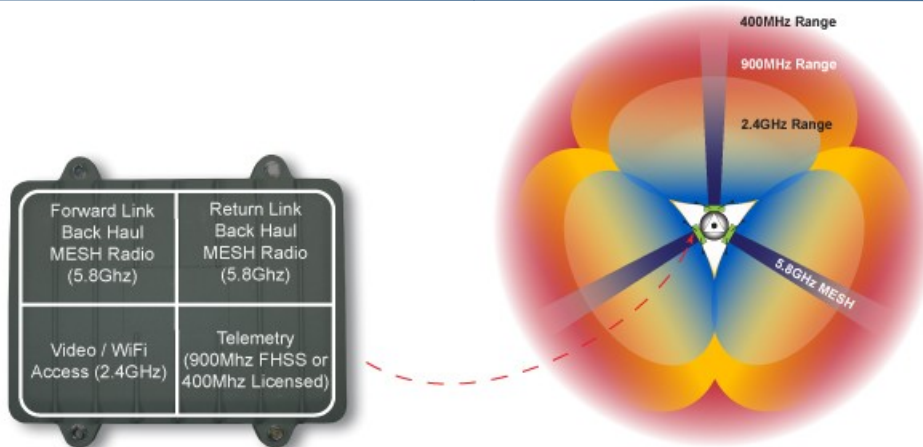 400MHz Range
900MHz Range
2.4GHz Range
5.8GHz MESH
Forward Link
Back Haul
MESH Radio
(5.8Ghz)
Return Link
Back Haul
MESH Radio
(5.8Ghz)
Video / WiFi
Access (2.4GHz)
Telemetry
(900Mhz FHSS or
400Mhz Licensed)